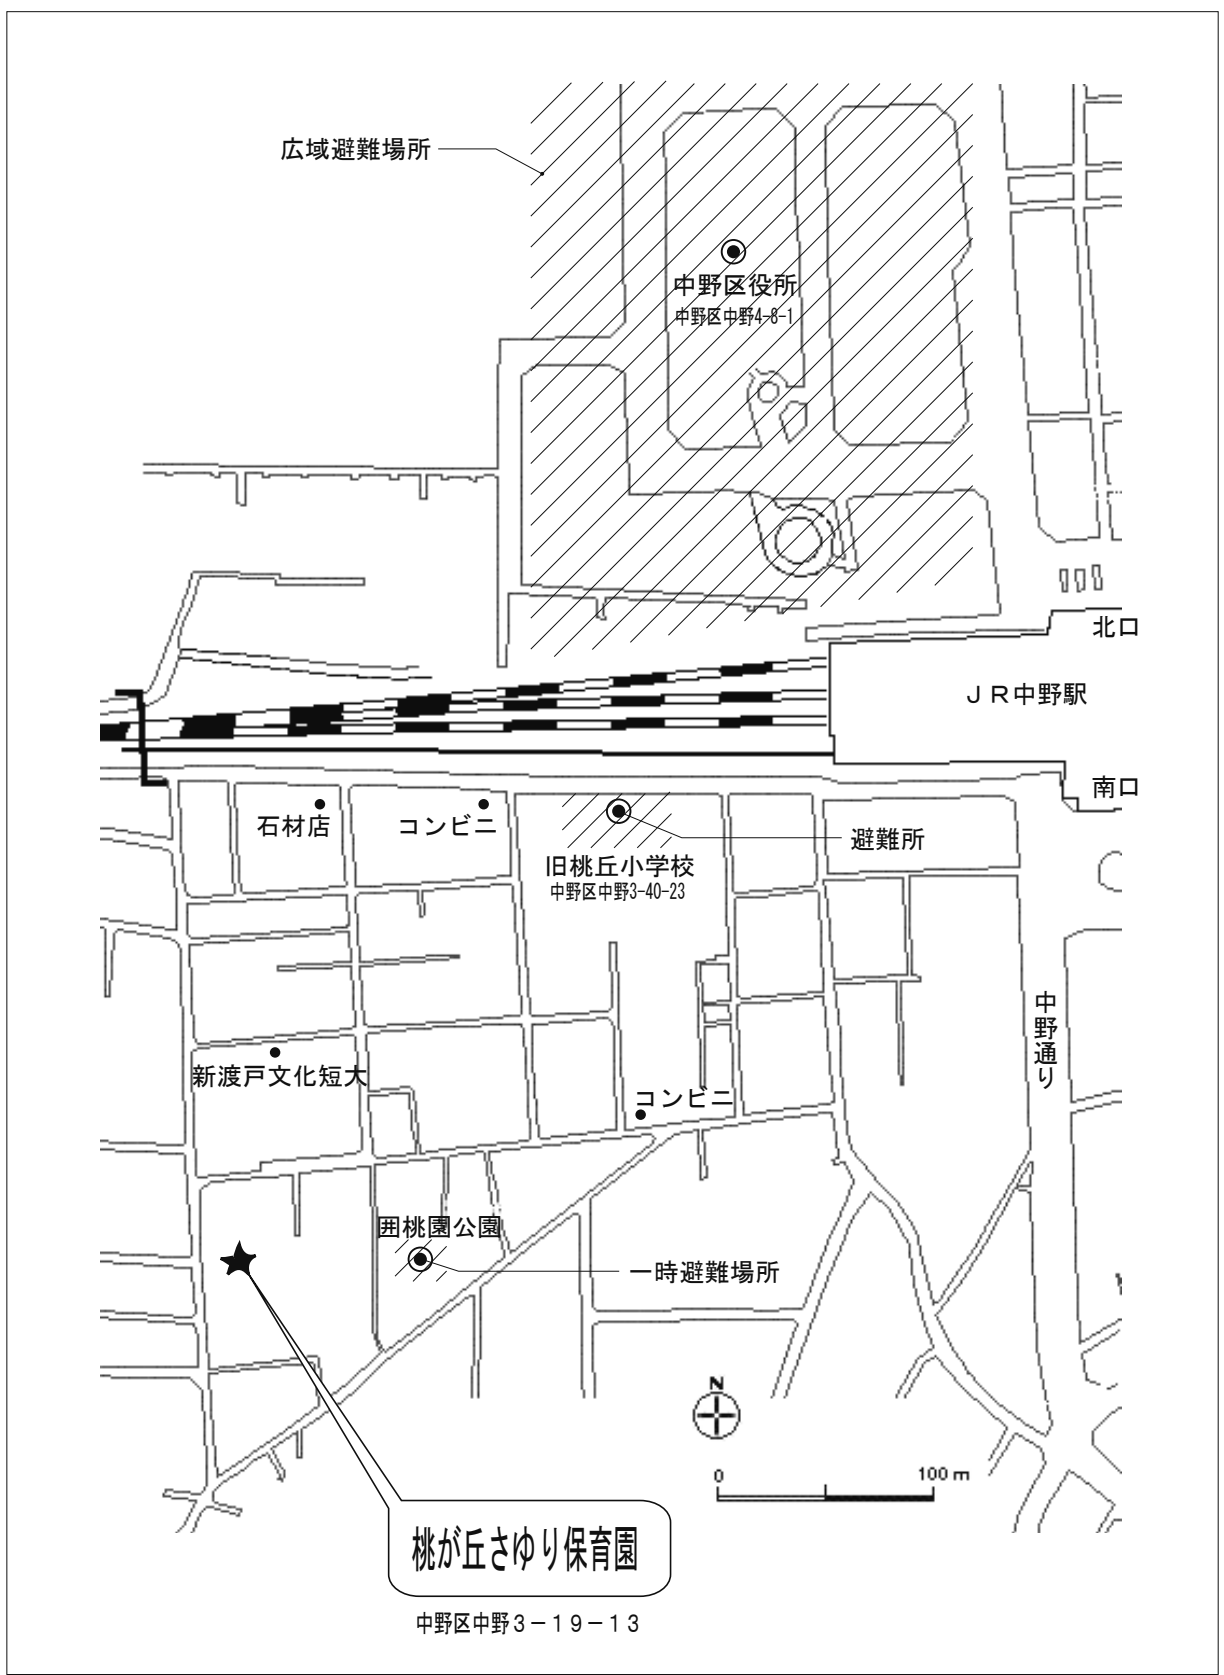 広域避難場所
中野区役所
中野区中野4-8-1
北口
JR中野駅
南口
石材店
コンビニ
避難所
旧桃丘小学校
中野区中野3-40-23
中野通り
新渡戸文化短大
コンビニ
囲桃園公園
一時避難場所
N
0
100 m
桃が丘さゆり保育園
中野区中野3-19-13